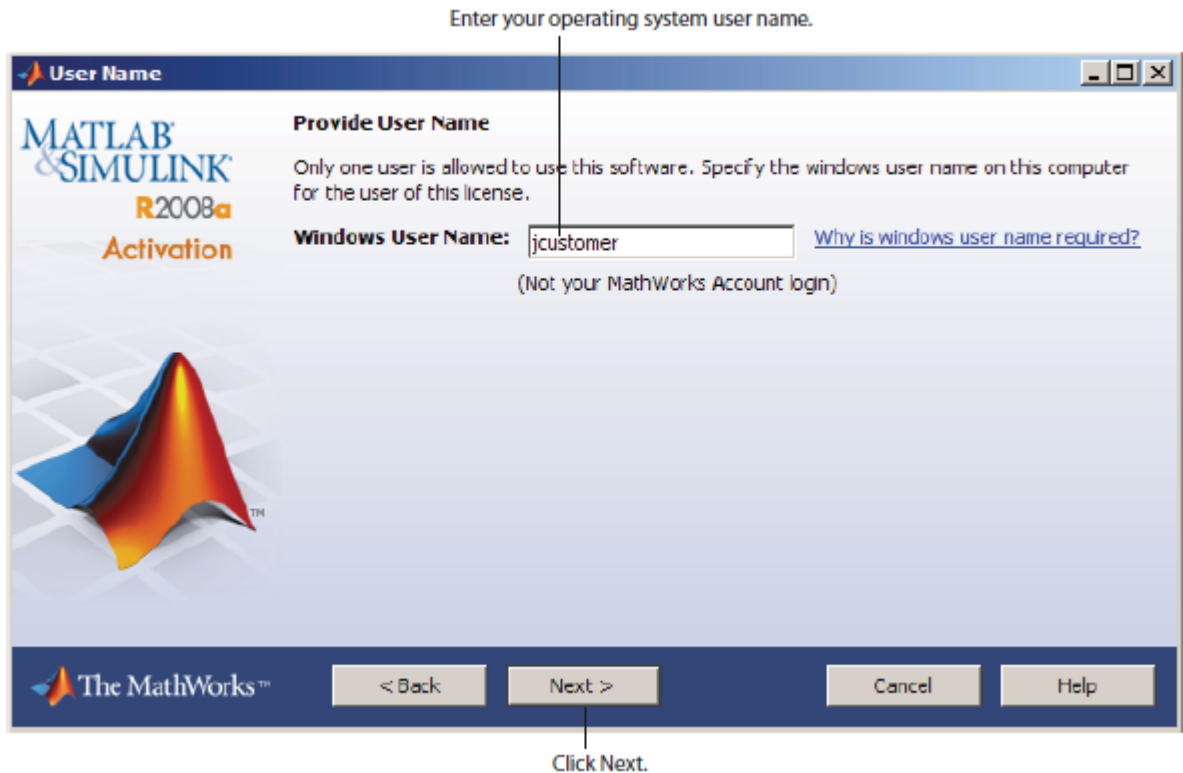 Enter your operating system user name.
User Name
MATLAB
&SIMULINK
R2008a
Activation
Provide User Name
Only one user is allowed to use this software. Specify the windows user name on this computer
for the user of this license.
Windows User Name: jcustomer Why is windows user name required?
(Not your MathWorks Account login)
TM
The MathWorks™ < Back Next > Cancel Help
Click Next.